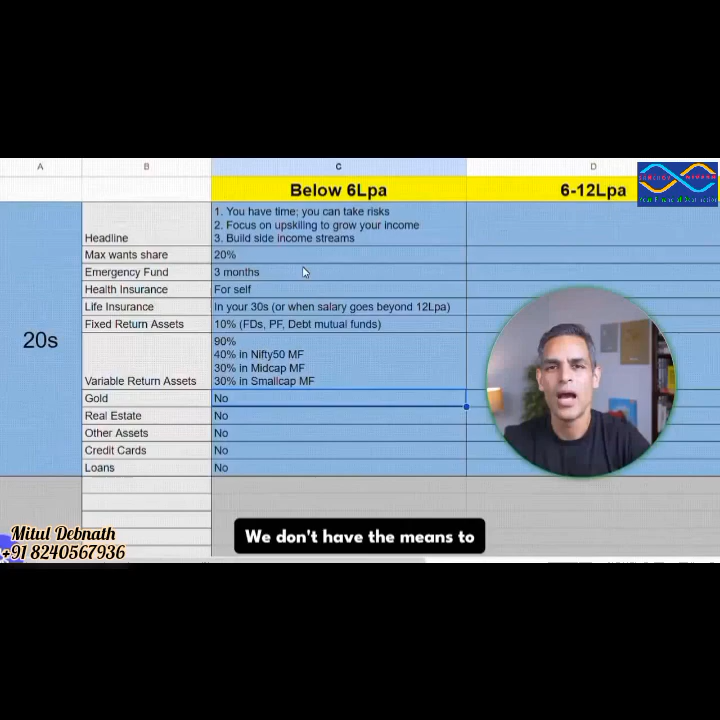 A B C D
Below 6Lpa 6-12Lpa
20s
Headline
1. You have time; you can take risks
2. Focus on upskiling to grow your income
3. Build side income streams
Max wants share 20%
Emergency Fund 3 months
Health Insurance For self
Life Insurance In your 30s (or when salary goes beyond 12Lpa)
Fixed Return Assets 10% (FDs, PF, Debt mutual funds)
Variable Return Assets
90%
40% in Nifty50 MF
30% in Midcap MF
30% in Smallcap MF
Gold No
Real Estate No
Other Assets No
Credit Cards No
Loans No
Mitul Debnath
+91 8240567936
We don't have the means to